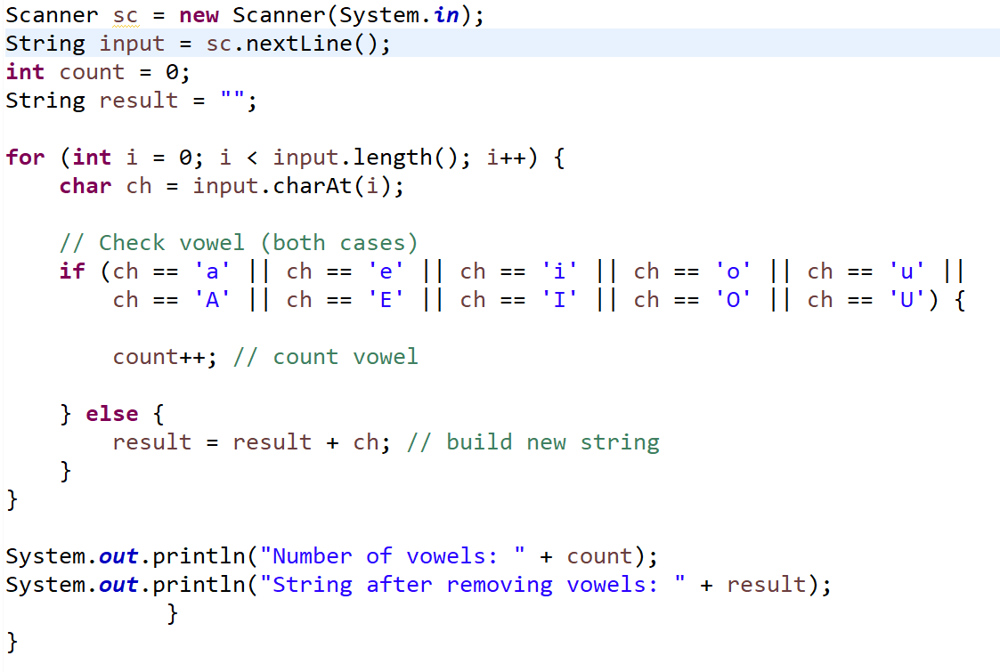 Scanner sc = new Scanner(System.in);
String input = sc.nextLine();
int count = 0;
String result = "";

for (int i = 0; i < input.length(); i++) {
    char ch = input.charAt(i);

    // Check vowel (both cases)
    if (ch == 'a' || ch == 'e' || ch == 'i' || ch == 'o' || ch == 'u' ||
        ch == 'A' || ch == 'E' || ch == 'I' || ch == 'O' || ch == 'U') {

        count++; // count vowel

    } else {
        result = result + ch; // build new string
    }
}

System.out.println("Number of vowels: " + count);
System.out.println("String after removing vowels: " + result);
            }
}